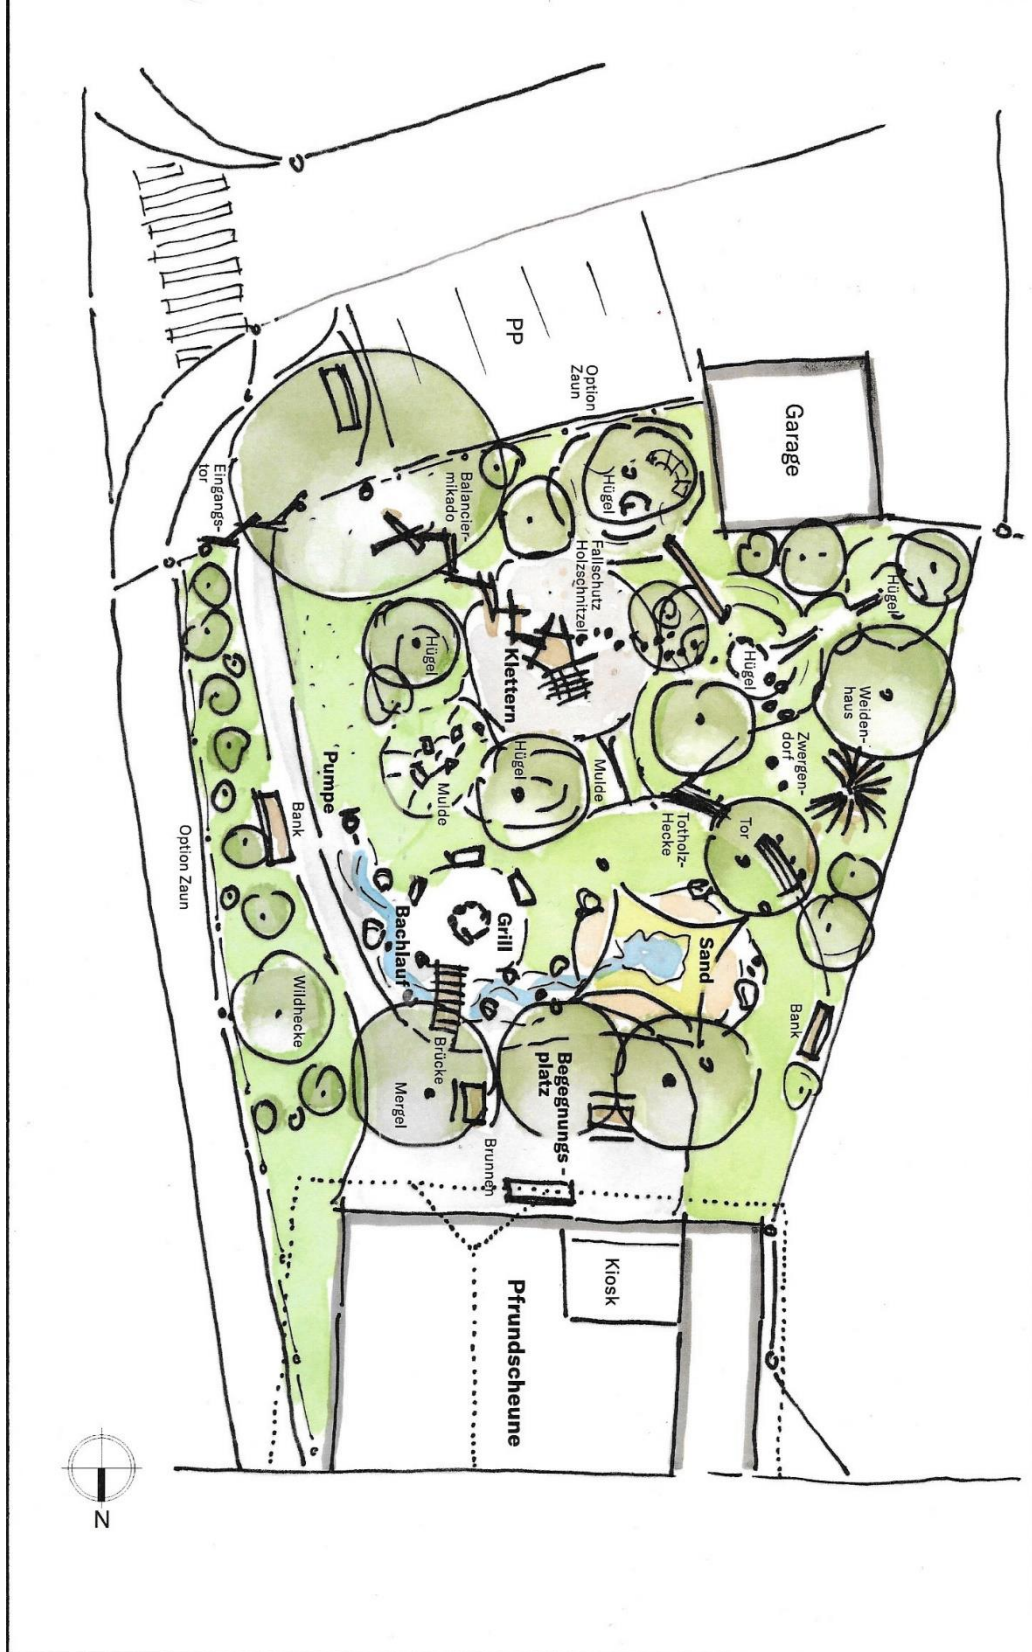 PP
Option
Zaun
Garage
Eingangs-
tor
Balancier-
mikado
Hügel
Fallschutz
Holzschnitzel
Hügel
Hügel
Klettern
Hügel
Weiden-
haus
Zwergen-
dorf
Hügel
Mulde
Mulde
Pumpe
Bank
Option Zaun
Totholz-
Hecke
Tor
Grill
Bachlauf
Sand
Bank
Wildhecke
Brücke
Mergel
Begegnungs-
platz
Brunnen
Kiosk
Pfrundscheune
N